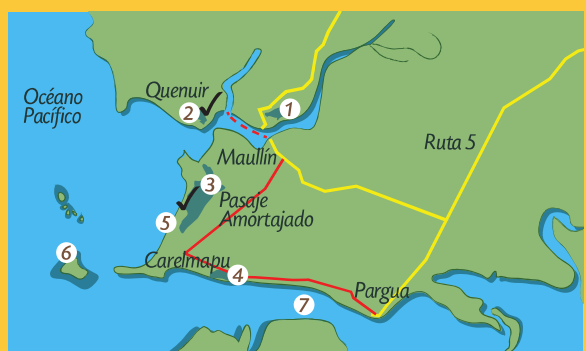 Quenuir
2
1
Océano
Pacífico
Ruta 5
Maullín
3
Pasaje
Amortajado
5
6
Carelmapu
4
7
Pargua